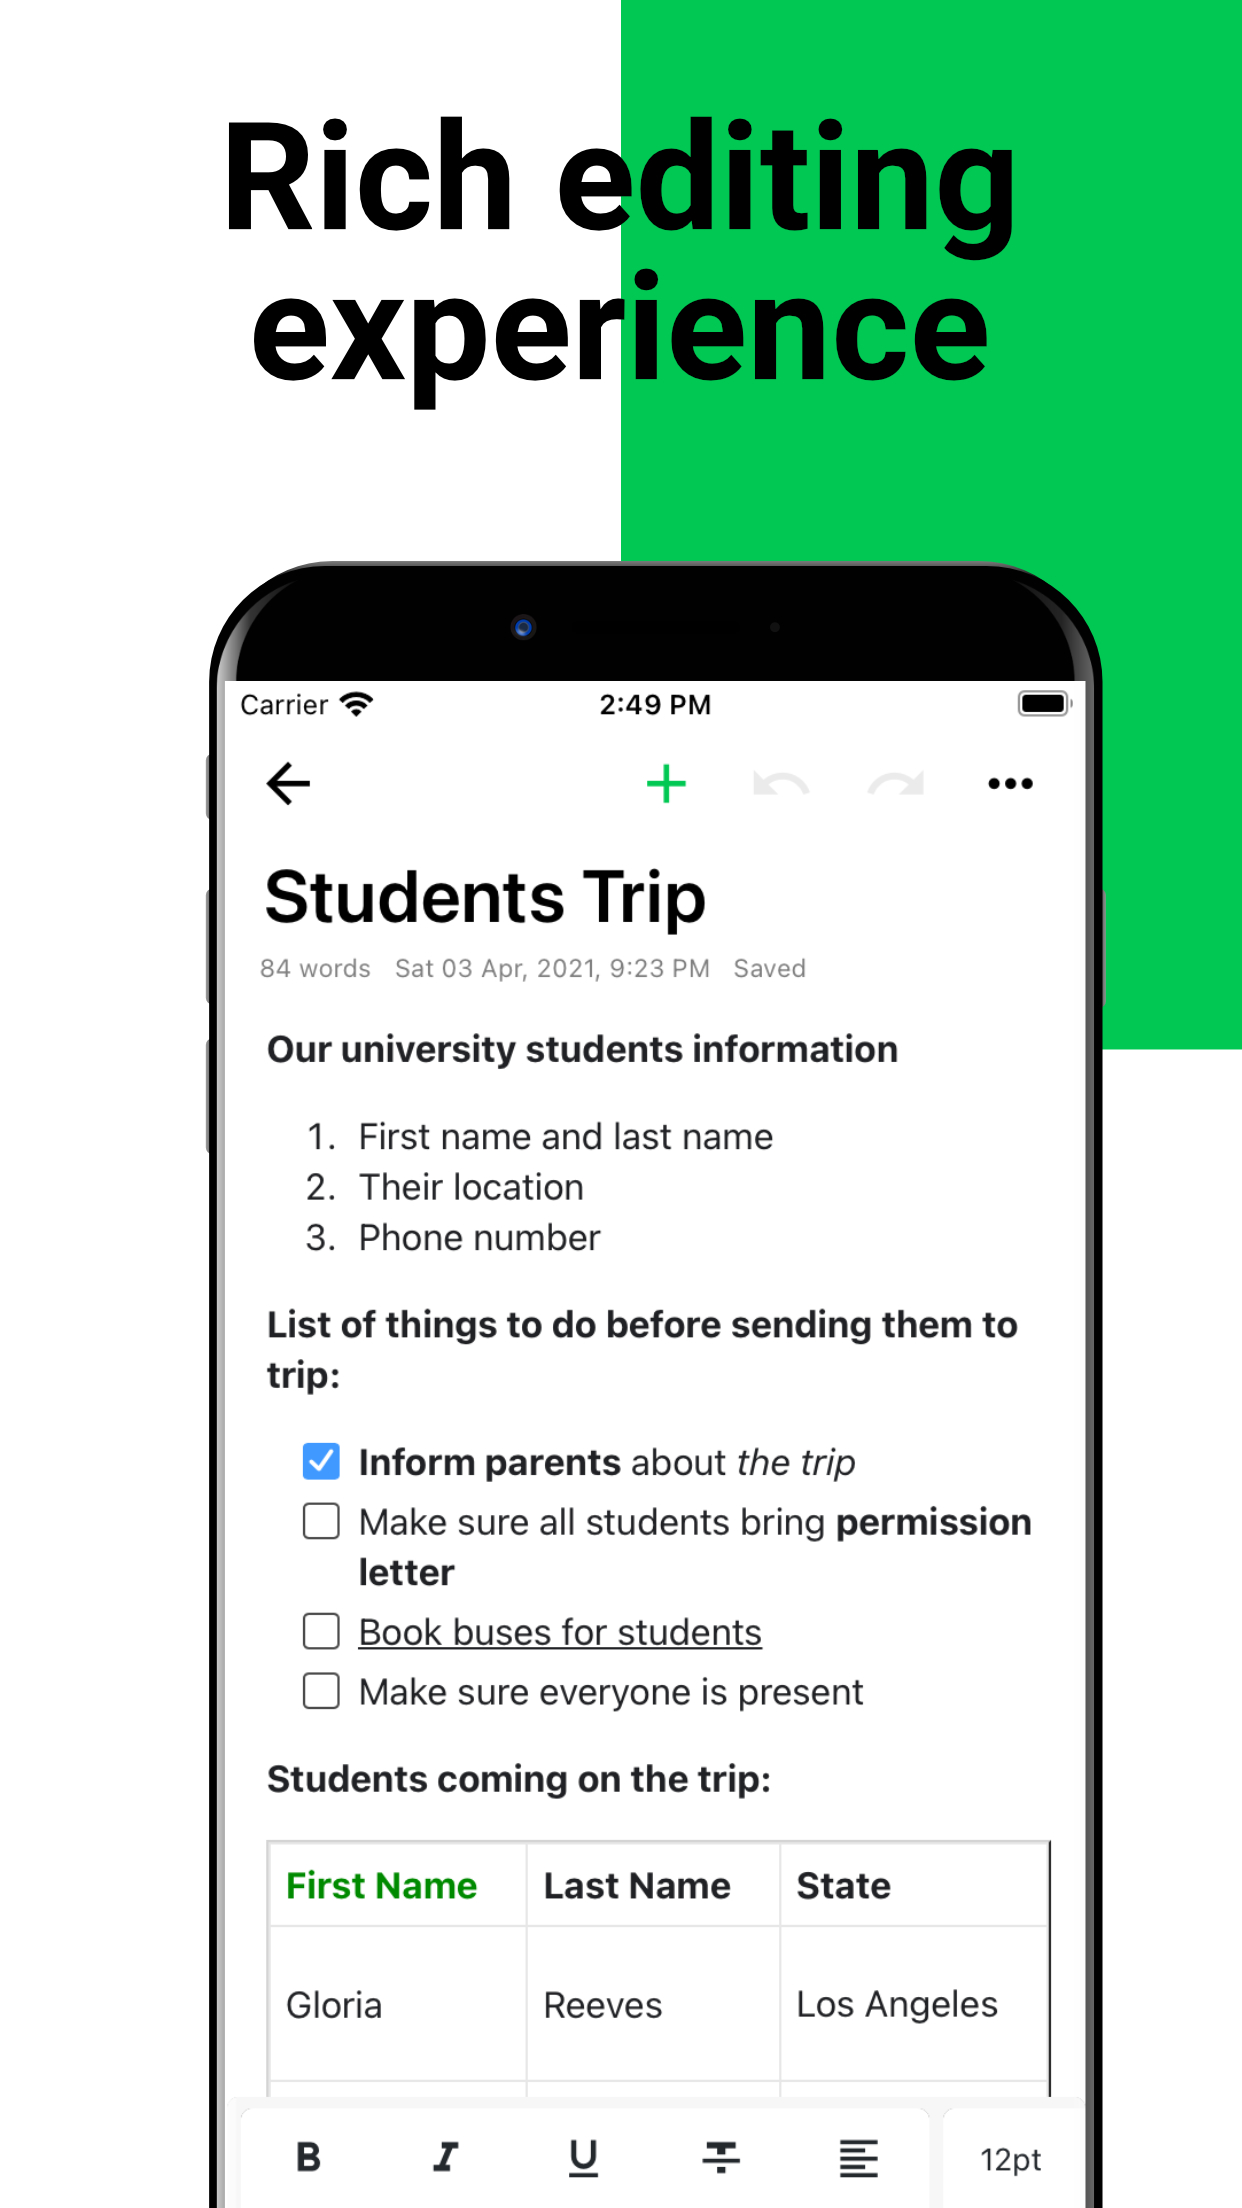 Rich editing
experience
Carrier 2:49 PM
Students Trip
84 words Sat 03 Apr, 2021, 9:23 PM Saved
Our university students information
1. First name and last name
2. Their location
3. Phone number
List of things to do before sending them to
trip:
Inform parents about the trip
Make sure all students bring permission
letter
Book buses for students
Make sure everyone is present
Students coming on the trip:
First Name Last Name State
Gloria Reeves Los Angeles
B I U T 12pt